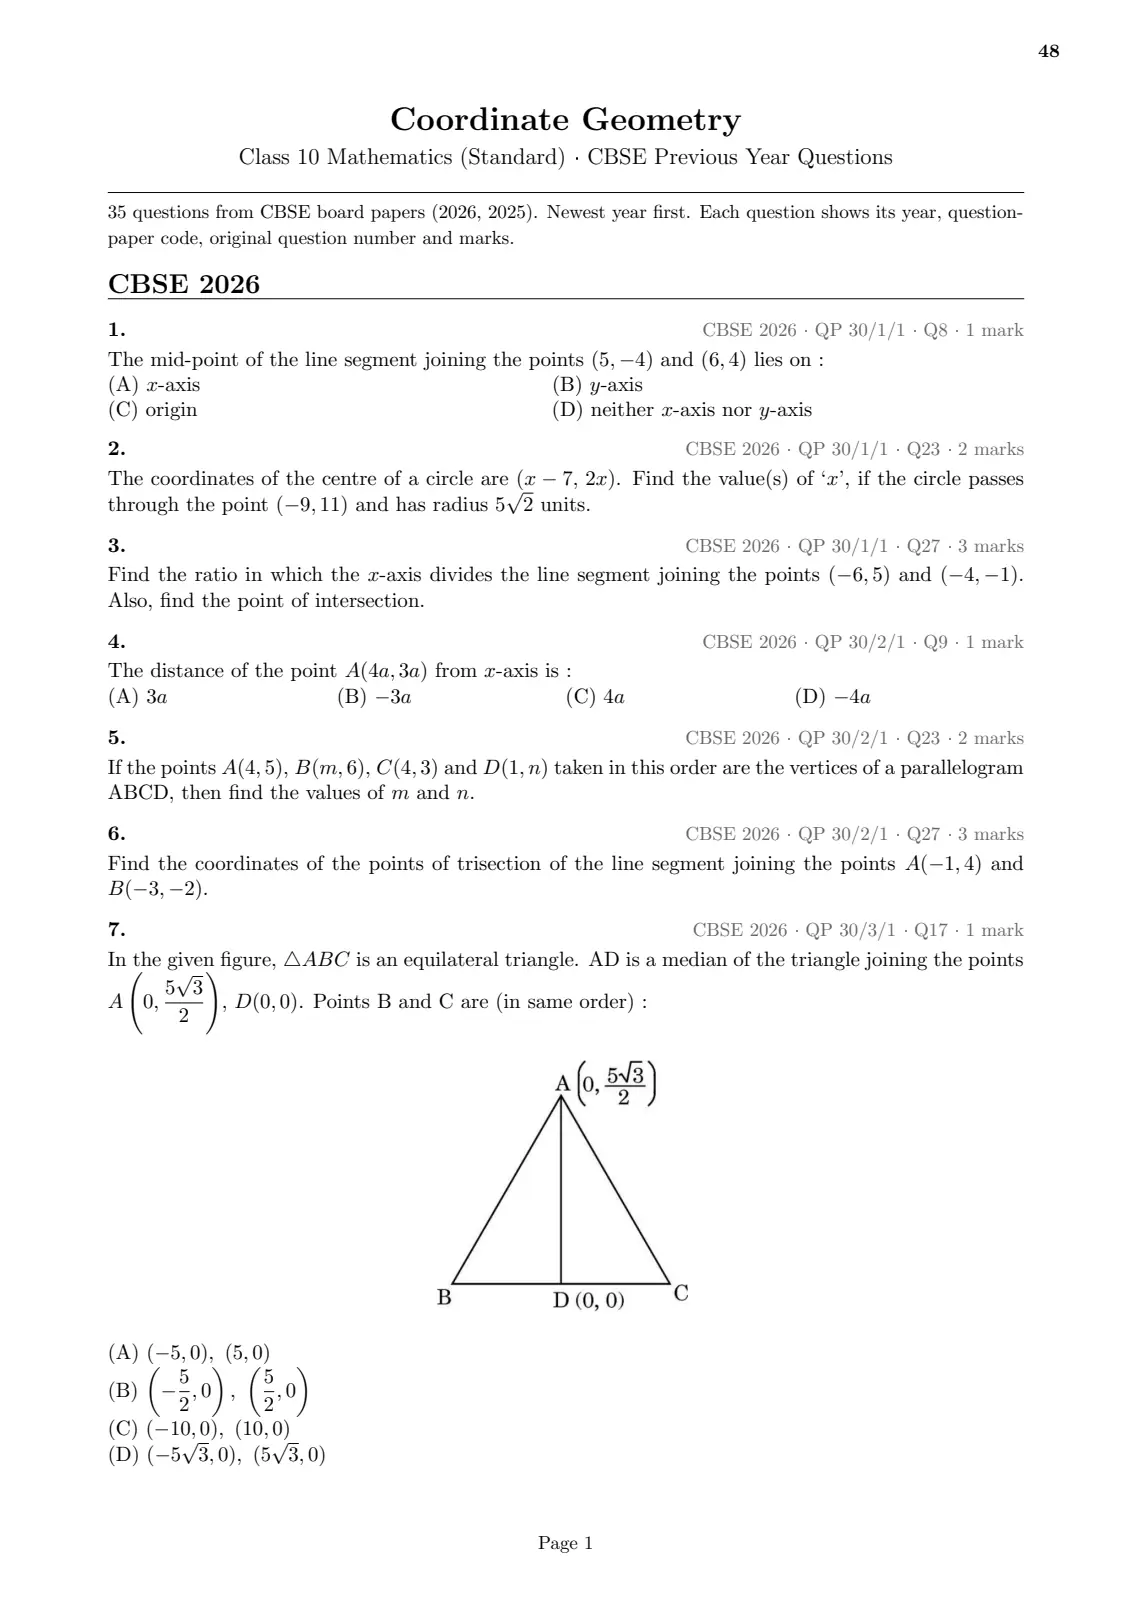 48
Coordinate Geometry
Class 10 Mathematics (Standard) · CBSE Previous Year Questions
35 questions from CBSE board papers (2026, 2025). Newest year first. Each question shows its year, question-
paper code, original question number and marks.
CBSE 2026
1. CBSE 2026 · QP 30/1/1 · Q8 · 1 mark
The mid-point of the line segment joining the points (5, −4) and (6, 4) lies on :
(A) x-axis (B) y-axis
(C) origin (D) neither x-axis nor y-axis
2. CBSE 2026 · QP 30/1/1 · Q23 · 2 marks
The coordinates of the centre of a circle are (x − 7, 2x). Find the value(s) of ‘x’, if the circle passes
through the point (−9, 11) and has radius 5√2 units.
3. CBSE 2026 · QP 30/1/1 · Q27 · 3 marks
Find the ratio in which the x-axis divides the line segment joining the points (−6, 5) and (−4, −1).
Also, find the point of intersection.
4. CBSE 2026 · QP 30/2/1 · Q9 · 1 mark
The distance of the point A(4a, 3a) from x-axis is :
(A) 3a (B) −3a (C) 4a (D) −4a
5. CBSE 2026 · QP 30/2/1 · Q23 · 2 marks
If the points A(4, 5), B(m, 6), C(4, 3) and D(1, n) taken in this order are the vertices of a parallelogram
ABCD, then find the values of m and n.
6. CBSE 2026 · QP 30/2/1 · Q27 · 3 marks
Find the coordinates of the points of trisection of the line segment joining the points A(−1, 4) and
B(−3, −2).
7. CBSE 2026 · QP 30/3/1 · Q17 · 1 mark
In the given figure, △ABC is an equilateral triangle. AD is a median of the triangle joining the points
A(0, 5√3/2), D(0, 0). Points B and C are (in same order) :
A (0, 5√3/2)
B D (0, 0) C
(A) (−5, 0), (5, 0)
(B) (−5/2, 0), (5/2, 0)
(C) (−10, 0), (10, 0)
(D) (−5√3, 0), (5√3, 0)
Page 1